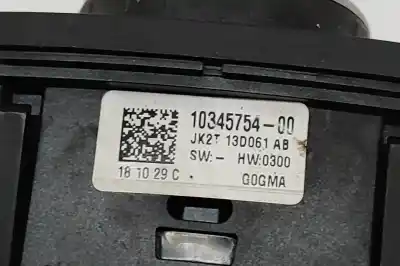 10345754-00
JK2T 13D061 AB
SW:- HW:0300
18 10 29 C GOGMA